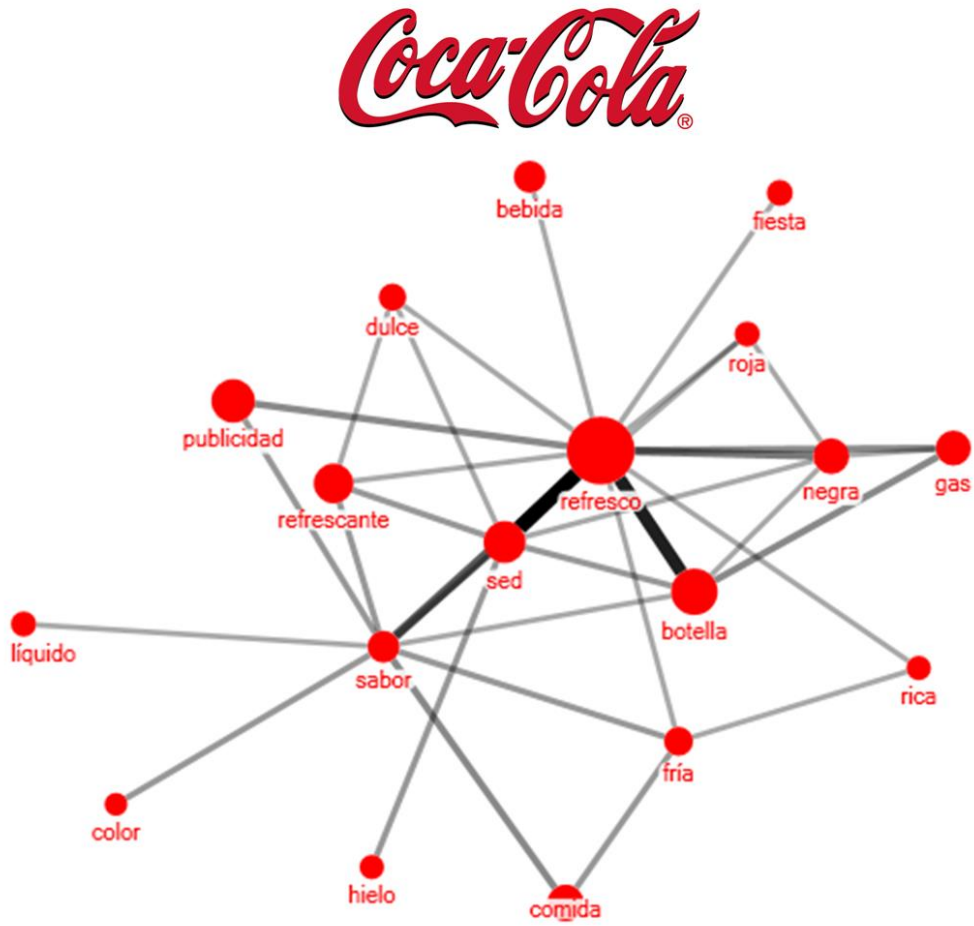 Coca-Cola®
bebida
fiesta
dulce
roja
publicidad
refrescante
refresco
negra
gas
sed
botella
líquido
sabor
rica
fría
color
hielo
comida